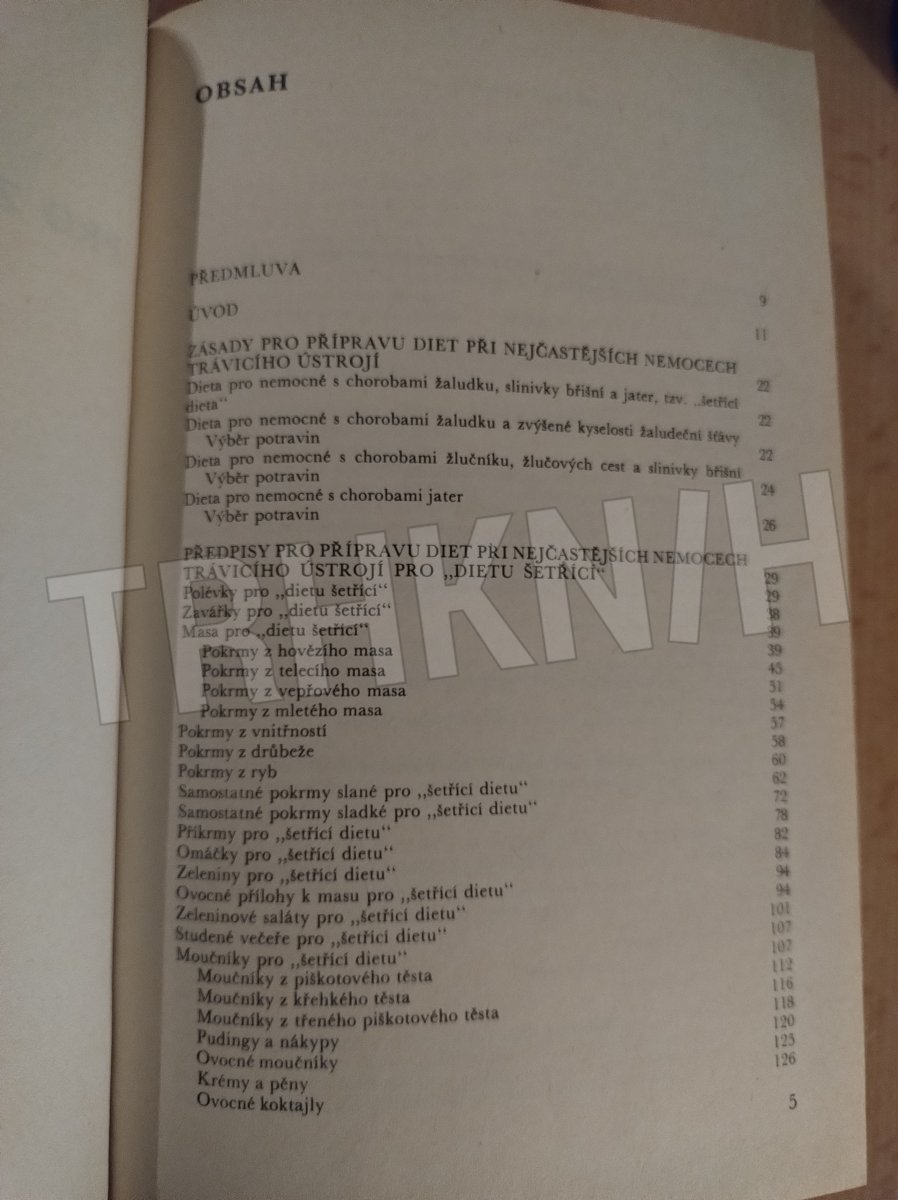 OBSAH
PŘEDMLUVA 9
ÚVOD 11
ZÁSADY PRO PŘÍPRAVU DIET PŘI NEJČASTĚJŠÍCH NEMOCECH
TRÁVICÍHO ÚSTROJÍ 22
Dieta pro nemocné s chorobami žaludku, slinivky břišní a jater, tzv. „šetřící
dieta“ 22
Dieta pro nemocné s chorobami žaludku a zvýšené kyselosti žaludeční šťávy
Výběr potravin 22
Dieta pro nemocné s chorobami žlučníku, žlučových cest a slinivky břišní
Výběr potravin 24
Dieta pro nemocné s chorobami jater
Výběr potravin 26
PŘEDPISY PRO PŘÍPRAVU DIET PŘI NEJČASTĚJŠÍCH NEMOCECH
TRÁVICÍHO ÚSTROJÍ PRO „DIETU ŠETŘÍCÍ“ 29
Polévky pro „dietu šetřící“ 29
Zavářky pro „dietu šetřící“ 38
Masa pro „dietu šetřící“ 39
Pokrmy z hovězího masa 39
Pokrmy z telecího masa 45
Pokrmy z vepřového masa 51
Pokrmy z mletého masa 54
Pokrmy z vnitřností 57
Pokrmy z drůbeže 58
Pokrmy z ryb 60
Samostatné pokrmy slané pro „šetřící dietu“ 62
Samostatné pokrmy sladké pro „šetřící dietu“ 72
Příkrmy pro „šetřící dietu“ 78
Omáčky pro „šetřící dietu“ 82
Zeleniny pro „šetřící dietu“ 84
Ovocné přílohy k masu pro „šetřící dietu“ 94
Zeleninové saláty pro „šetřící dietu“ 94
Studené večeře pro „šetřící dietu“ 101
Moučníky pro „šetřící dietu“ 107
Moučníky z piškotového těsta 107
Moučníky z křehkého těsta 112
Moučníky z třeného piškotového těsta 116
Pudingy a nákypy 118
Ovocné moučníky 120
Krémy a pěny 125
Ovocné koktajly 126
5
TRHKNIH